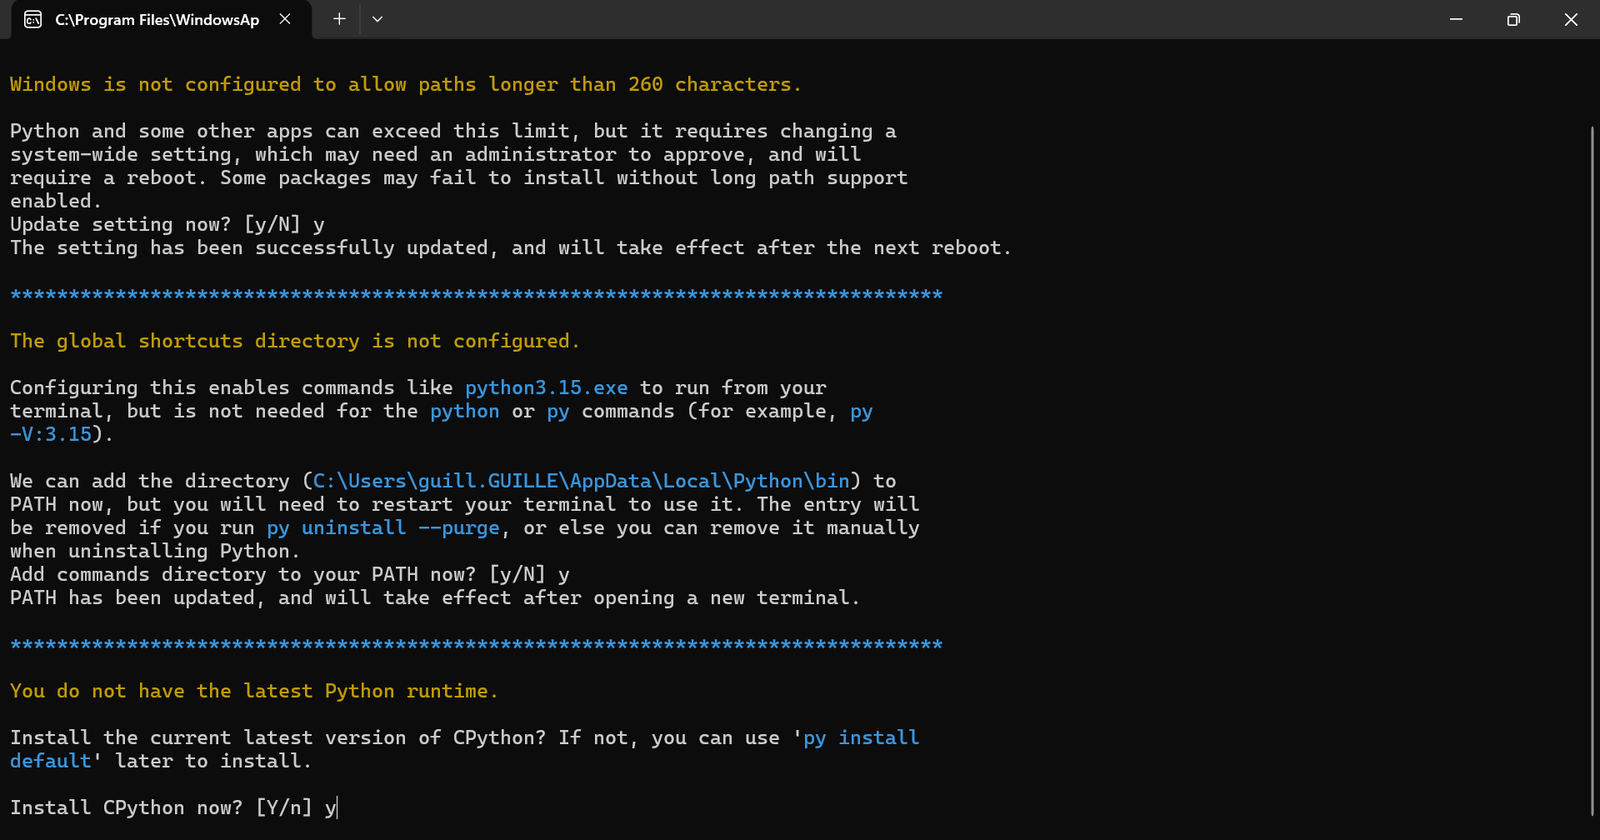 C:\Program Files\WindowsAp
Windows is not configured to allow paths longer than 260 characters.
Python and some other apps can exceed this limit, but it requires changing a
system-wide setting, which may need an administrator to approve, and will
require a reboot. Some packages may fail to install without long path support
enabled.
Update setting now? [y/N] y
The setting has been successfully updated, and will take effect after the next reboot.
********************************************************************************
The global shortcuts directory is not configured.
Configuring this enables commands like python3.15.exe to run from your
terminal, but is not needed for the python or py commands (for example, py
-V:3.15).
We can add the directory (C:\Users\guill.GUILLE\AppData\Local\Python\bin) to
PATH now, but you will need to restart your terminal to use it. The entry will
be removed if you run py uninstall --purge, or else you can remove it manually
when uninstalling Python.
Add commands directory to your PATH now? [y/N] y
PATH has been updated, and will take effect after opening a new terminal.
********************************************************************************
You do not have the latest Python runtime.
Install the current latest version of CPython? If not, you can use 'py install
default' later to install.
Install CPython now? [Y/n] y